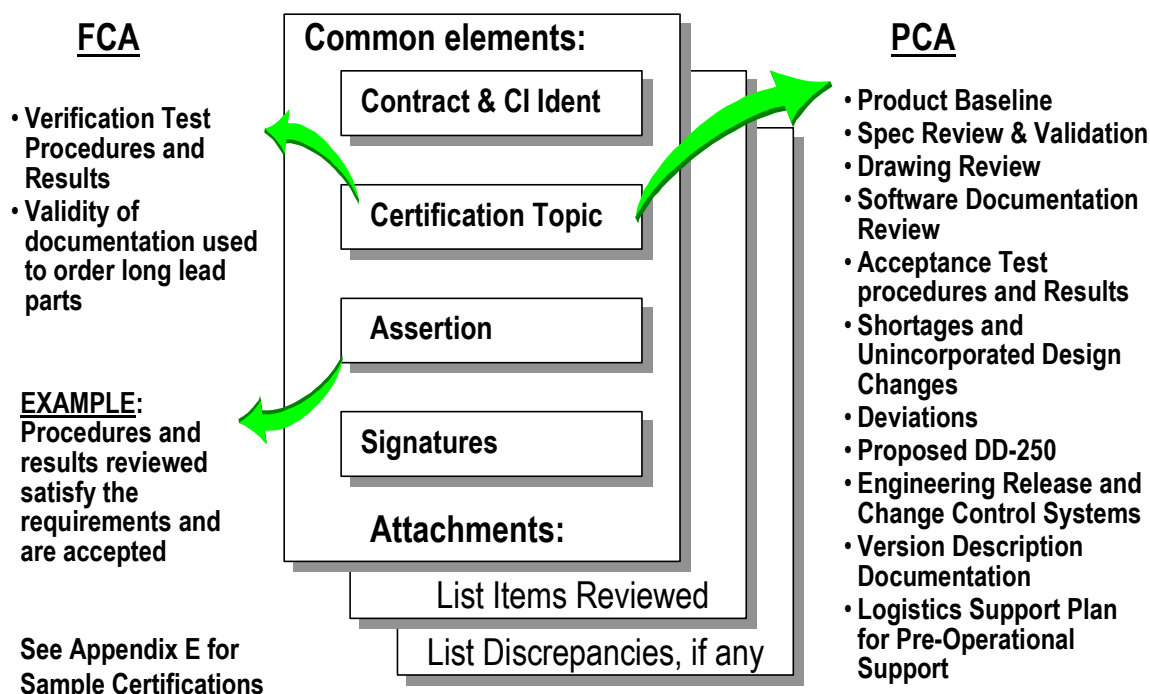 FCA
• Verification Test
Procedures and
Results
• Validity of
documentation used
to order long lead
parts
EXAMPLE:
Procedures and
results reviewed
satisfy the
requirements and
are accepted
See Appendix E for
Sample Certifications
Common elements:
Contract & CI Ident
Certification Topic
Assertion
Signatures
Attachments:
List Items Reviewed
List Discrepancies, if any
PCA
• Product Baseline
• Spec Review & Validation
• Drawing Review
• Software Documentation
Review
• Acceptance Test
procedures and Results
• Shortages and
Unincorporated Design
Changes
• Deviations
• Proposed DD-250
• Engineering Release and
Change Control Systems
• Version Description
Documentation
• Logistics Support Plan
for Pre-Operational
Support